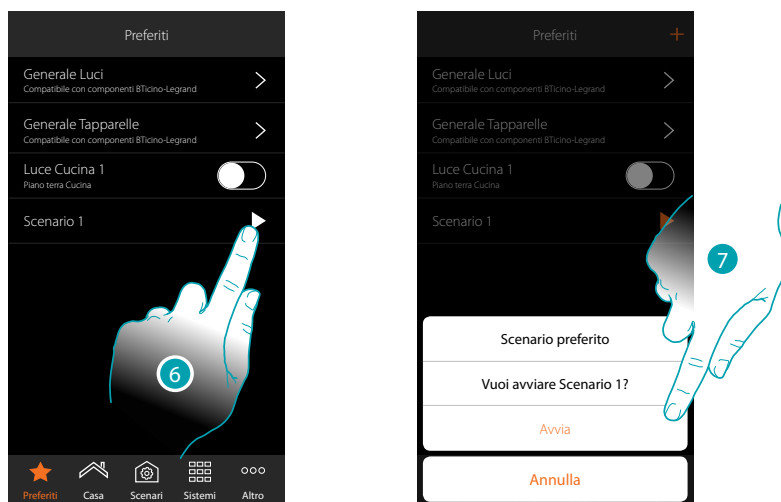 Preferiti
Generale Luci
Compatibile con componenti BTicino-Legrand
Generale Tapparelle
Compatibile con componenti BTicino-Legrand
Luce Cucina 1
Piano terra Cucina
Scenario 1
6
Preferiti Casa Scenari Sistemi Altro
Preferiti +
Generale Luci
Compatibile con componenti BTicino-Legrand
Generale Tapparelle
Compatibile con componenti BTicino-Legrand
Luce Cucina 1
Piano terra Cucina
Scenario 1
7
Scenario preferito
Vuoi avviare Scenario 1?
Avvia
Annulla